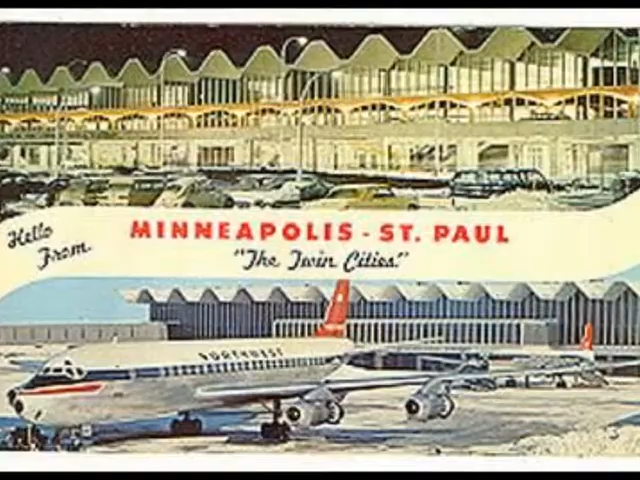 Hello
From
MINNEAPOLIS - ST. PAUL
"The Twin Cities"
NORTHWEST